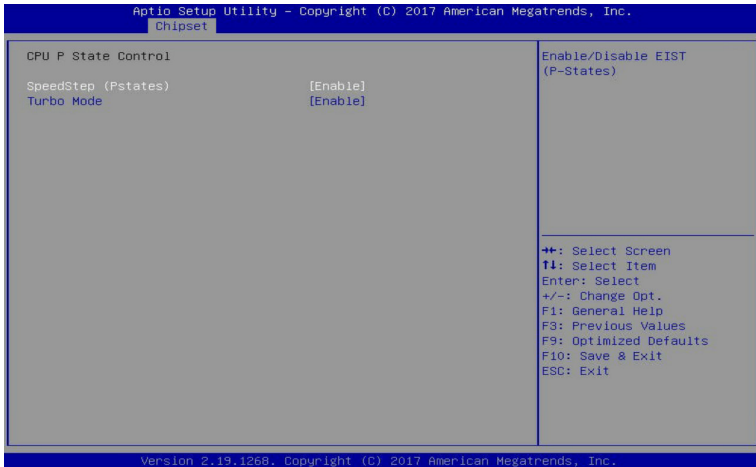 Aptio Setup Utility – Copyright (C) 2017 American Megatrends, Inc.
Chipset
CPU P State Control
SpeedStep (Pstates) [Enable]
Turbo Mode [Enable]
Enable/Disable EIST
(P-States)
→←: Select Screen
↑↓: Select Item
Enter: Select
+/-: Change Opt.
F1: General Help
F3: Previous Values
F9: Optimized Defaults
F10: Save & Exit
ESC: Exit
Version 2.19.1268. Copyright (C) 2017 American Megatrends, Inc.